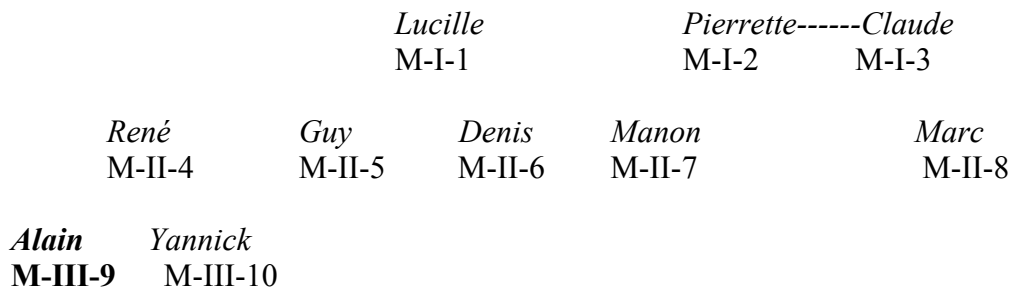 Lucille Pierrette------Claude
M-I-1 M-I-2 M-I-3
René Guy Denis Manon Marc
M-II-4 M-II-5 M-II-6 M-II-7 M-II-8
Alain Yannick
M-III-9 M-III-10